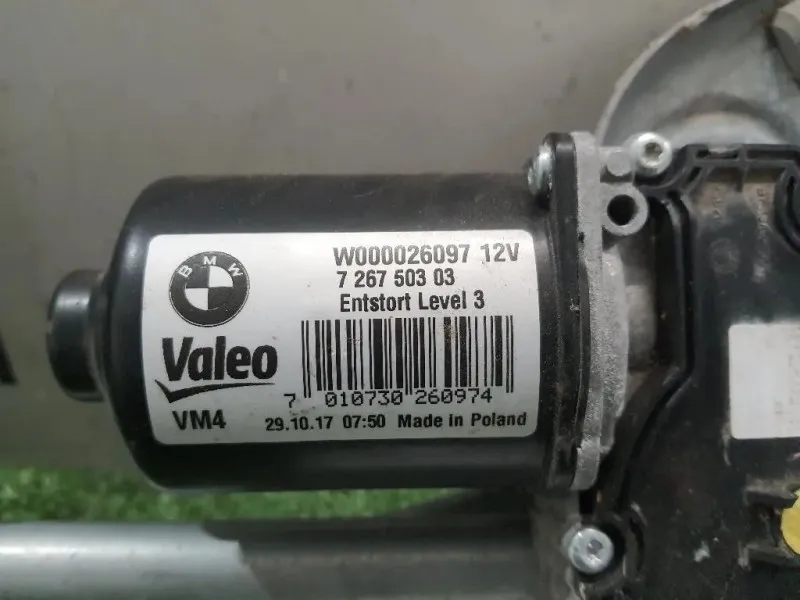 BMW
W000026097 12V
7 267 503 03
Entstort Level 3
Valeo
7 010730 260974
VM4
29.10.17 07:50 Made in Poland